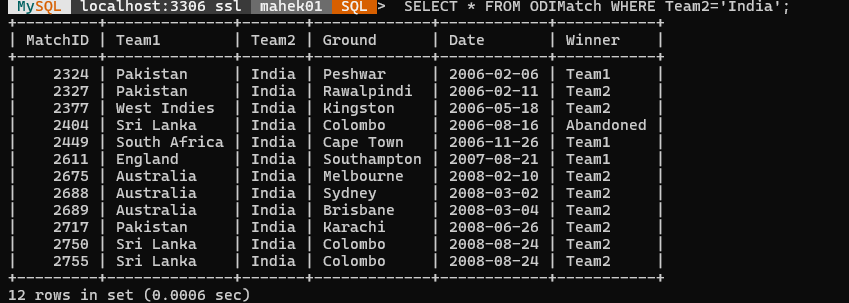 MySQL localhost:3306 ssl mahek01 SQL > SELECT * FROM ODIMatch WHERE Team2='India';
+---------+--------------+-------+-------------+------------+-----------+
| MatchID | Team1        | Team2 | Ground      | Date       | Winner    |
+---------+--------------+-------+-------------+------------+-----------+
|    2324 | Pakistan     | India | Peshwar     | 2006-02-06 | Team1     |
|    2327 | Pakistan     | India | Rawalpindi  | 2006-02-11 | Team2     |
|    2377 | West Indies  | India | Kingston    | 2006-05-18 | Team2     |
|    2404 | Sri Lanka    | India | Colombo     | 2006-08-16 | Abandoned |
|    2449 | South Africa | India | Cape Town   | 2006-11-26 | Team1     |
|    2611 | England      | India | Southampton | 2007-08-21 | Team1     |
|    2675 | Australia    | India | Melbourne   | 2008-02-10 | Team2     |
|    2688 | Australia    | India | Sydney      | 2008-03-02 | Team2     |
|    2689 | Australia    | India | Brisbane    | 2008-03-04 | Team2     |
|    2717 | Pakistan     | India | Karachi     | 2008-06-26 | Team2     |
|    2750 | Sri Lanka    | India | Colombo     | 2008-08-24 | Team2     |
|    2755 | Sri Lanka    | India | Colombo     | 2008-08-24 | Team2     |
+---------+--------------+-------+-------------+------------+-----------+
12 rows in set (0.0006 sec)